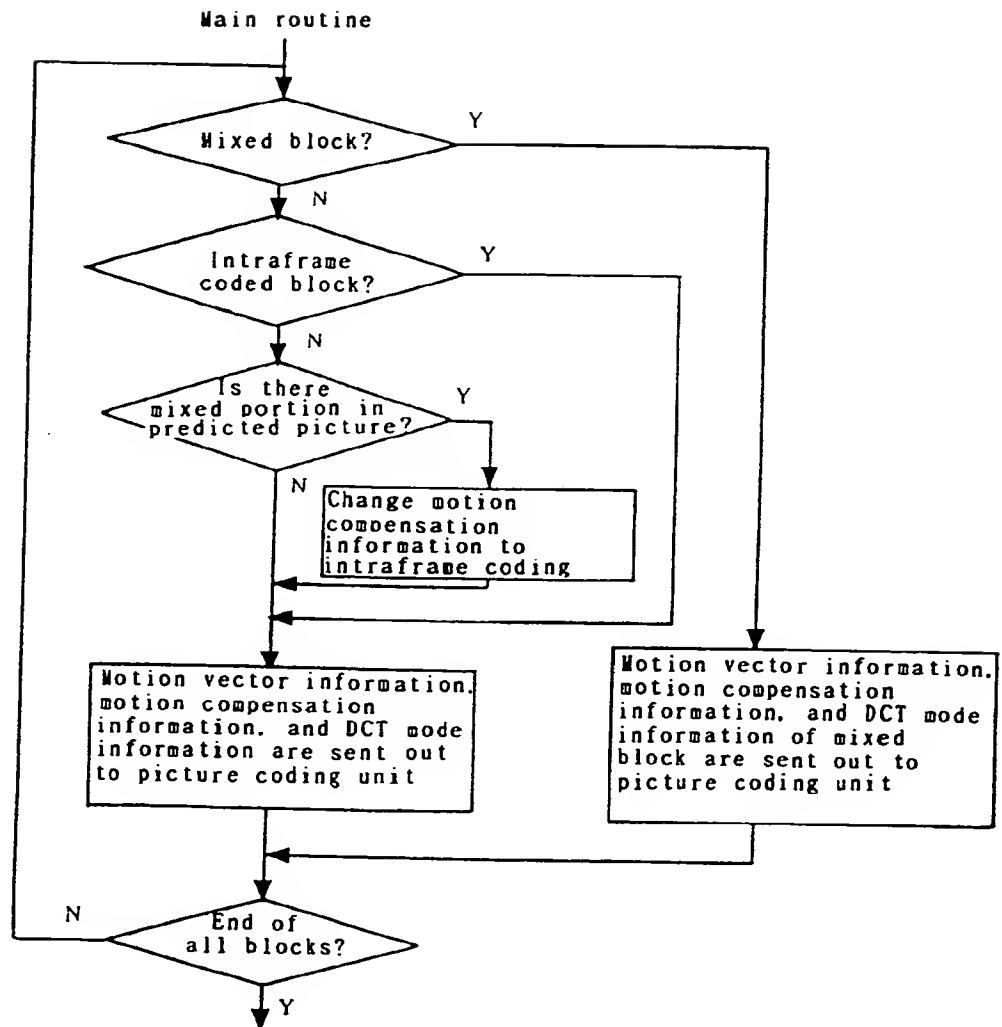 Main routine
Mixed block?
Y
N
Intraframe
coded block?
Y
N
Is there
mixed portion in
predicted picture?
Y
N
Change motion
compensation
information to
intraframe coding
Motion vector information.
motion compensation
information. and DCT mode
information are sent out
to picture coding unit
Motion vector information.
motion compensation
information. and DCT mode
information of mixed
block are sent out to
picture coding unit
N
End of
all blocks?
Y